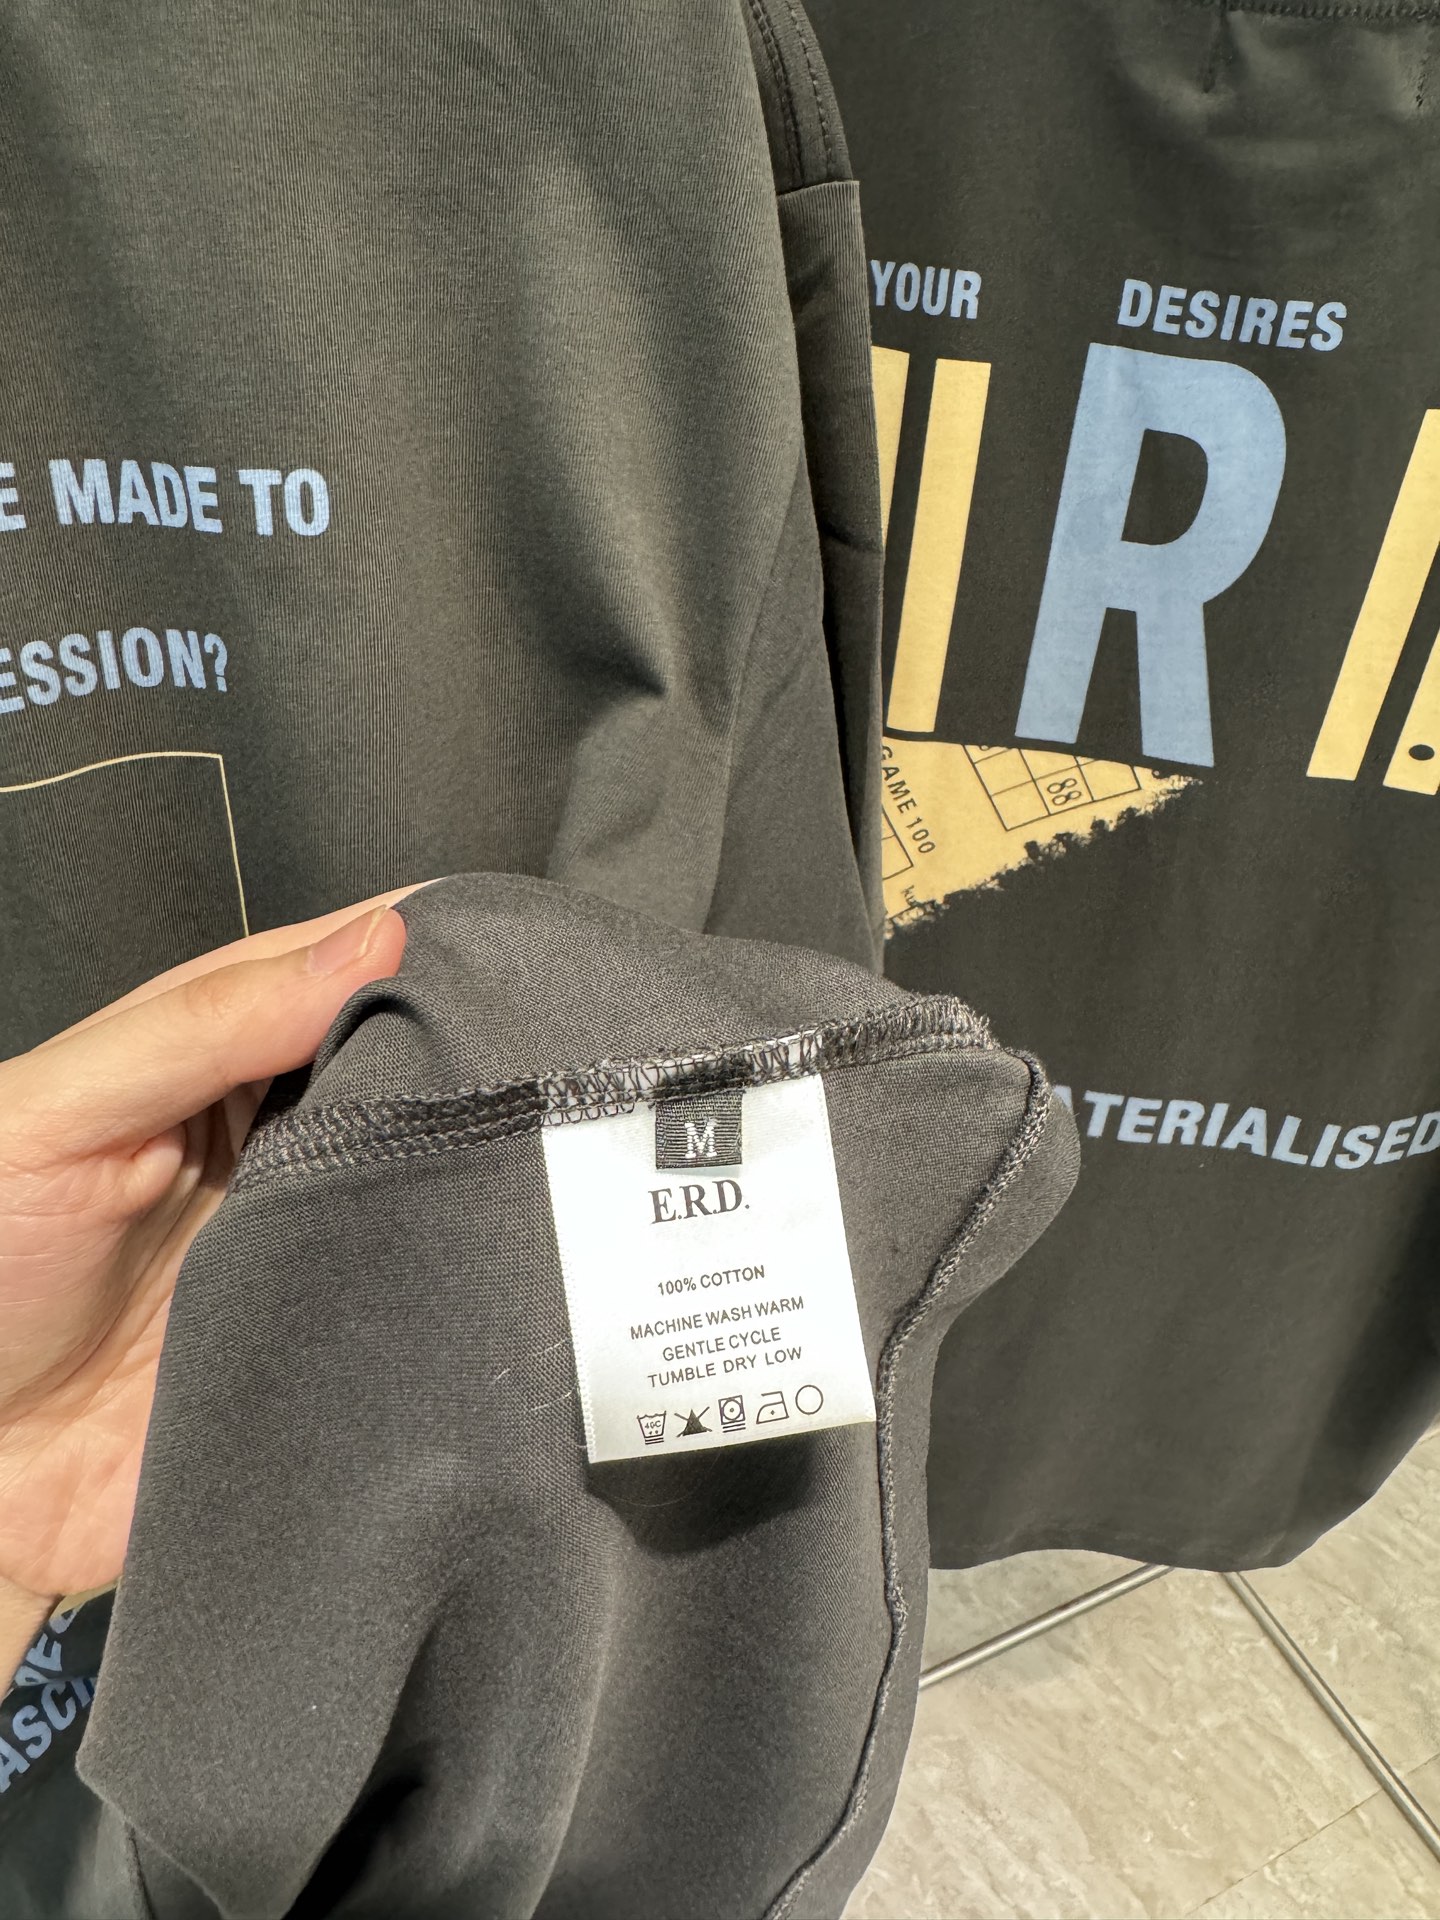 YOUR DESIRES
R
MADE TO
ESSION?
GAME 100
88
ATERIALISED
M
E.R.D.
100% COTTON
MACHINE WASH WARM
GENTLE CYCLE
TUMBLE DRY LOW
40C